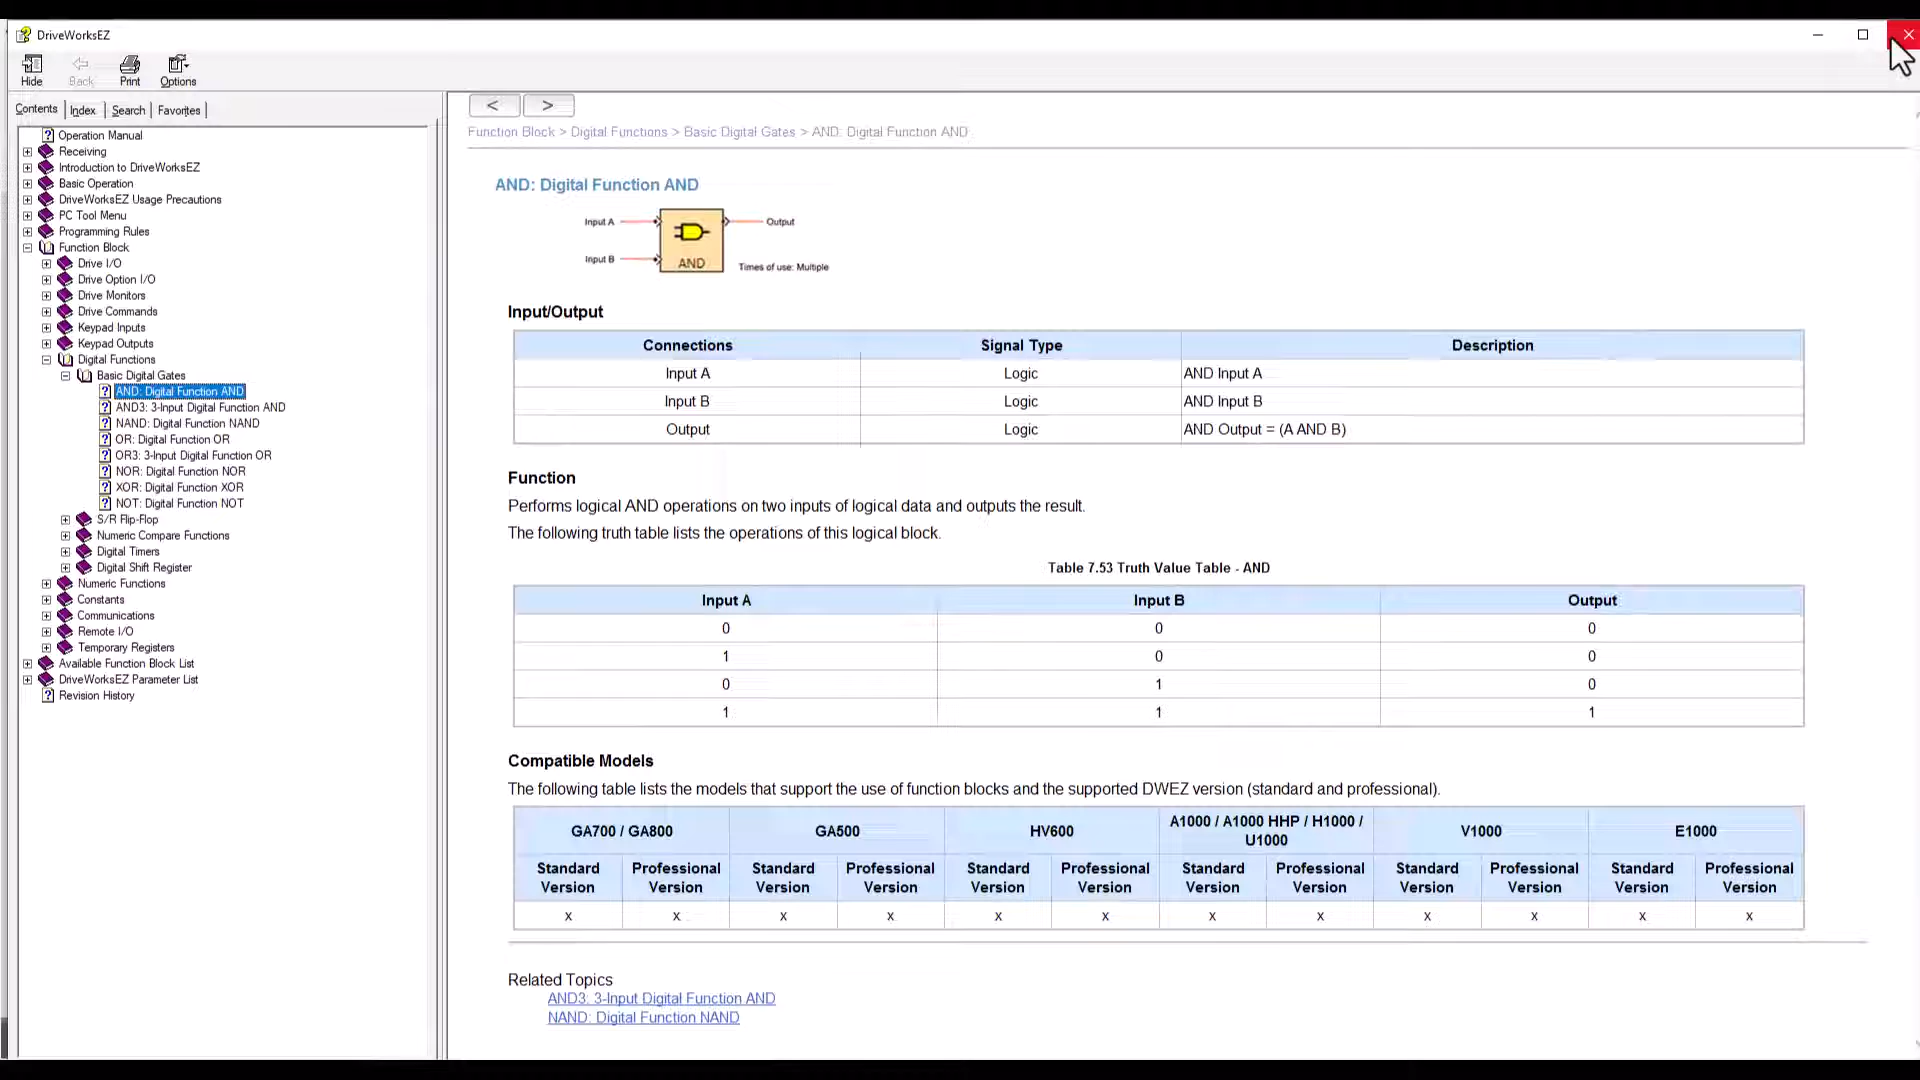 DriveWorksEZ
Hide Back Print Options
Contents Index Search Favorites
Operation Manual
Receiving
Introduction to DriveWorksEZ
Basic Operation
DriveWorksEZ Usage Precautions
PC Tool Menu
Programming Rules
Function Block
Drive I/O
Drive Option I/O
Drive Monitors
Drive Commands
Keypad Inputs
Keypad Outputs
Digital Functions
Basic Digital Gates
AND: Digital Function AND
AND3: 3-Input Digital Function AND
NAND: Digital Function NAND
OR: Digital Function OR
OR3: 3-Input Digital Function OR
NOR: Digital Function NOR
XOR: Digital Function XOR
NOT: Digital Function NOT
S/R Flip-Flop
Numeric Compare Functions
Digital Timers
Digital Shift Register
Numeric Functions
Constants
Communications
Remote I/O
Temporary Registers
Available Function Block List
DriveWorksEZ Parameter List
Revision History
< >
Function Block > Digital Functions > Basic Digital Gates > AND: Digital Function AND
AND: Digital Function AND
Input A Output
Input B AND Times of use: Multiple
Input/Output
Connections Signal Type Description
Input A Logic AND Input A
Input B Logic AND Input B
Output Logic AND Output = (A AND B)
Function
Performs logical AND operations on two inputs of logical data and outputs the result.
The following truth table lists the operations of this logical block.
Table 7.53 Truth Value Table - AND
Input A Input B Output
0 0 0
1 0 0
0 1 0
1 1 1
Compatible Models
The following table lists the models that support the use of function blocks and the supported DWEZ version (standard and professional).
GA700 / GA800 GA500 HV600 A1000 / A1000 HHP / H1000 / U1000 V1000 E1000
Standard Version Professional Version Standard Version Professional Version Standard Version Professional Version Standard Version Professional Version Standard Version Professional Version Standard Version Professional Version
x x x x x x x x x x x x
Related Topics
AND3: 3-Input Digital Function AND
NAND: Digital Function NAND